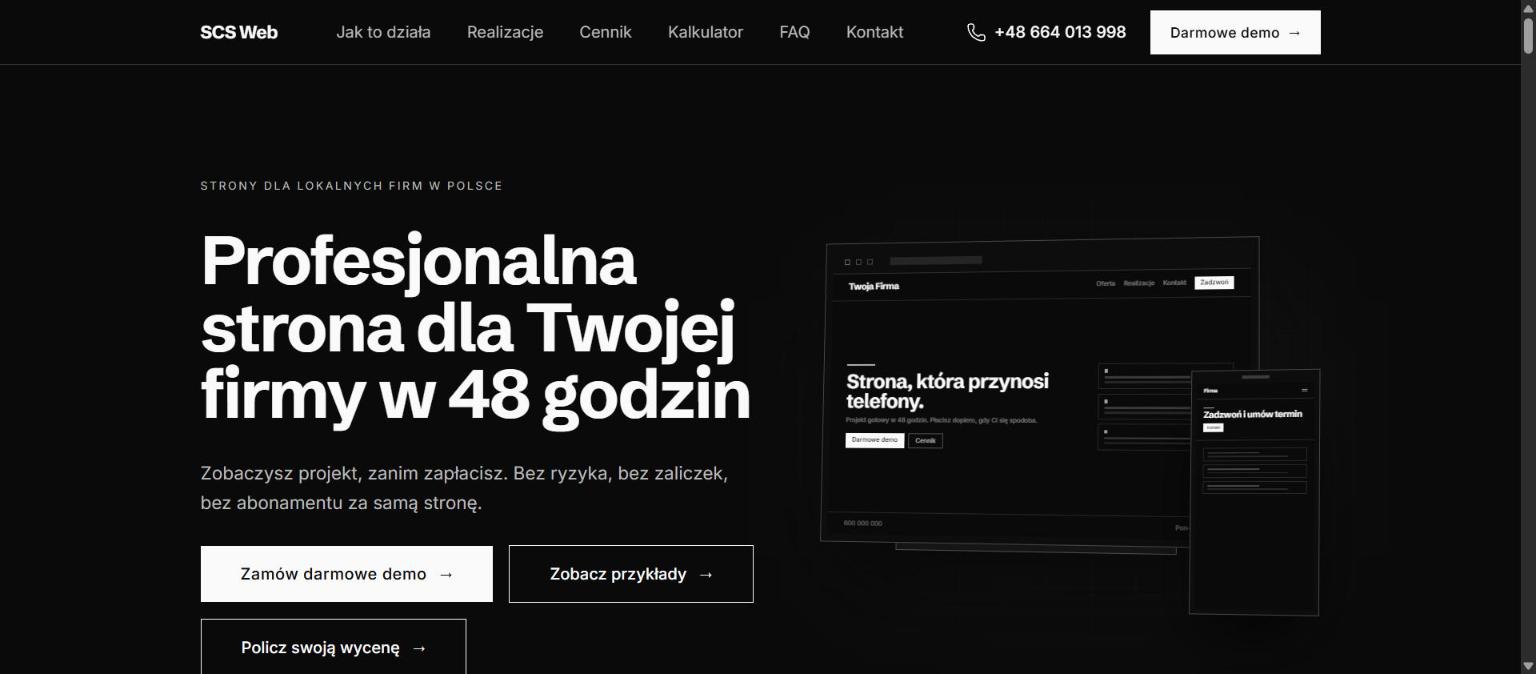 SCS Web
Jak to działa
Realizacje
Cennik
Kalkulator
FAQ
Kontakt
+48 664 013 998
Darmowe demo →
STRONY DLA LOKALNYCH FIRM W POLSCE
Profesjonalna
strona dla Twojej
firmy w 48 godzin
Zobaczysz projekt, zanim zapłacisz. Bez ryzyka, bez zaliczek,
bez abonamentu za samą stronę.
Zamów darmowe demo →
Zobacz przykłady →
Policz swoją wycenę →
Twoja Firma
Oferta
Realizacje
Kontakt
Zadzwoń
Strona, która przynosi
telefony.
Projekt gotowy w 48 godzin. Płacisz dopiero, gdy Ci się spodoba.
Darmowe demo
Cennik
600 000 000
Pon
Firma
Zadzwoń i umów termin